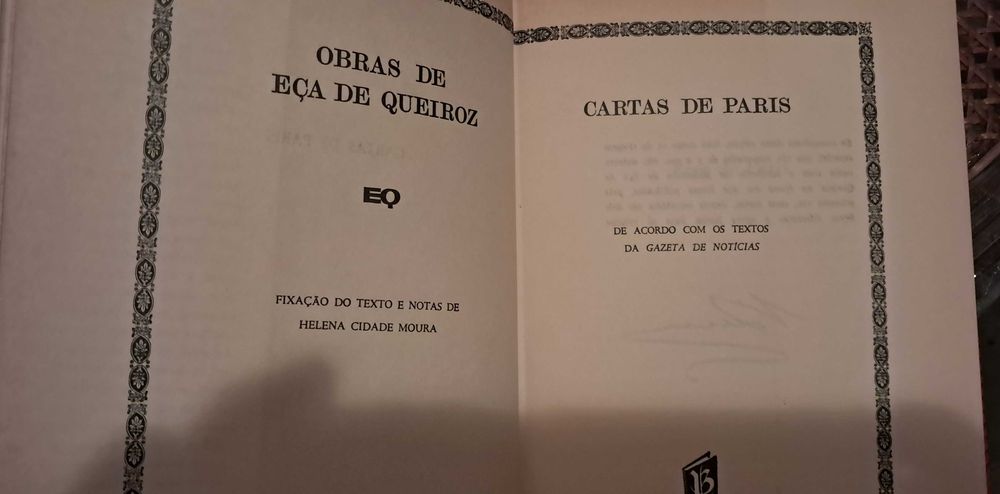 OBRAS DE
EÇA DE QUEIROZ
EQ
FIXAÇÃO DO TEXTO E NOTAS DE
HELENA CIDADE MOURA
CARTAS DE PARIS
DE ACORDO COM OS TEXTOS
DA GAZETA DE NOTÍCIAS